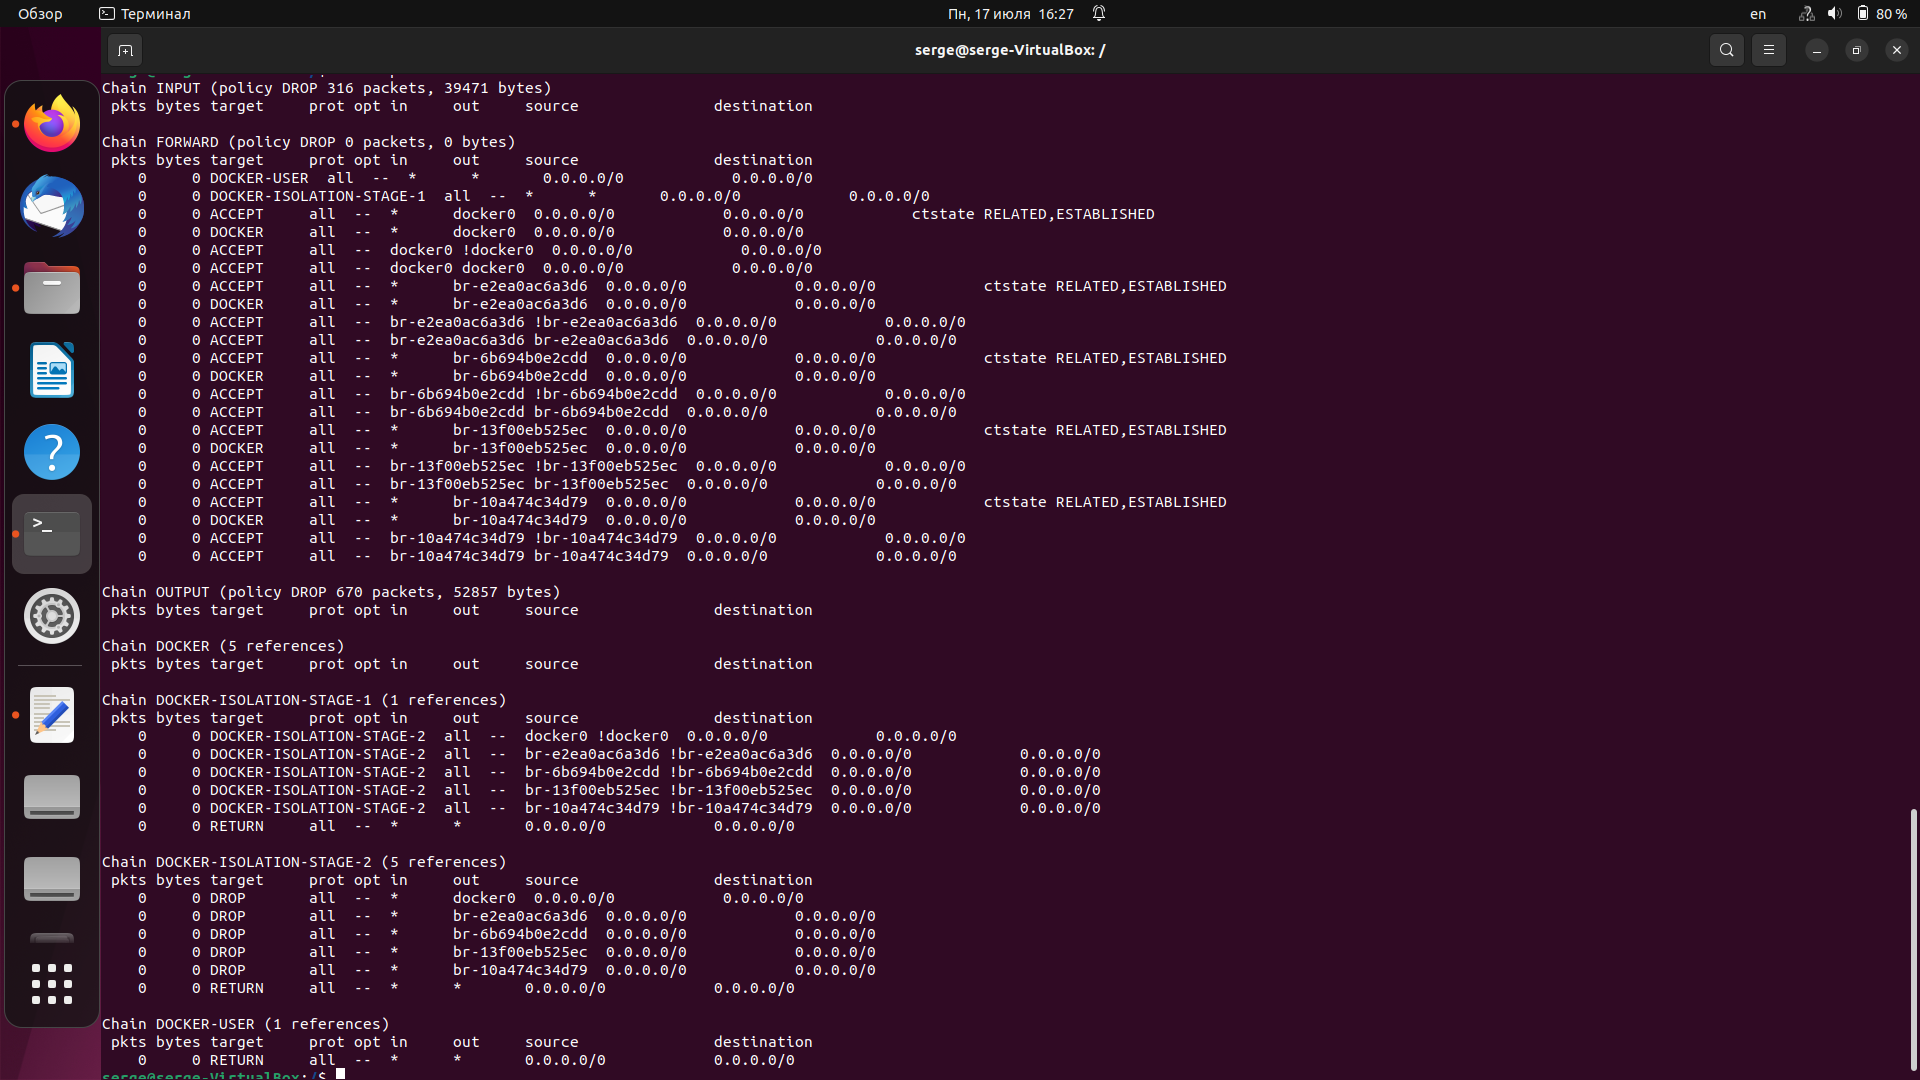 Обзор Терминал Пн, 17 июля 16:27 en 80 %
serge@serge-VirtualBox: /
Chain INPUT (policy DROP 316 packets, 39471 bytes)
pkts bytes target prot opt in out source destination
Chain FORWARD (policy DROP 0 packets, 0 bytes)
pkts bytes target prot opt in out source destination
0 0 DOCKER-USER all -- * * 0.0.0.0/0 0.0.0.0/0
0 0 DOCKER-ISOLATION-STAGE-1 all -- * * 0.0.0.0/0 0.0.0.0/0
0 0 ACCEPT all -- * docker0 0.0.0.0/0 0.0.0.0/0 ctstate RELATED,ESTABLISHED
0 0 DOCKER all -- * docker0 0.0.0.0/0 0.0.0.0/0
0 0 ACCEPT all -- docker0 !docker0 0.0.0.0/0 0.0.0.0/0
0 0 ACCEPT all -- docker0 docker0 0.0.0.0/0 0.0.0.0/0
0 0 ACCEPT all -- * br-e2ea0ac6a3d6 0.0.0.0/0 0.0.0.0/0 ctstate RELATED,ESTABLISHED
0 0 DOCKER all -- * br-e2ea0ac6a3d6 0.0.0.0/0 0.0.0.0/0
0 0 ACCEPT all -- br-e2ea0ac6a3d6 !br-e2ea0ac6a3d6 0.0.0.0/0 0.0.0.0/0
0 0 ACCEPT all -- br-e2ea0ac6a3d6 br-e2ea0ac6a3d6 0.0.0.0/0 0.0.0.0/0
0 0 ACCEPT all -- * br-6b694b0e2cdd 0.0.0.0/0 0.0.0.0/0 ctstate RELATED,ESTABLISHED
0 0 DOCKER all -- * br-6b694b0e2cdd 0.0.0.0/0 0.0.0.0/0
0 0 ACCEPT all -- br-6b694b0e2cdd !br-6b694b0e2cdd 0.0.0.0/0 0.0.0.0/0
0 0 ACCEPT all -- br-6b694b0e2cdd br-6b694b0e2cdd 0.0.0.0/0 0.0.0.0/0
0 0 ACCEPT all -- * br-13f00eb525ec 0.0.0.0/0 0.0.0.0/0 ctstate RELATED,ESTABLISHED
0 0 DOCKER all -- * br-13f00eb525ec 0.0.0.0/0 0.0.0.0/0
0 0 ACCEPT all -- br-13f00eb525ec !br-13f00eb525ec 0.0.0.0/0 0.0.0.0/0
0 0 ACCEPT all -- br-13f00eb525ec br-13f00eb525ec 0.0.0.0/0 0.0.0.0/0
0 0 ACCEPT all -- * br-10a474c34d79 0.0.0.0/0 0.0.0.0/0 ctstate RELATED,ESTABLISHED
0 0 DOCKER all -- * br-10a474c34d79 0.0.0.0/0 0.0.0.0/0
0 0 ACCEPT all -- br-10a474c34d79 !br-10a474c34d79 0.0.0.0/0 0.0.0.0/0
0 0 ACCEPT all -- br-10a474c34d79 br-10a474c34d79 0.0.0.0/0 0.0.0.0/0
Chain OUTPUT (policy DROP 670 packets, 52857 bytes)
pkts bytes target prot opt in out source destination
Chain DOCKER (5 references)
pkts bytes target prot opt in out source destination
Chain DOCKER-ISOLATION-STAGE-1 (1 references)
pkts bytes target prot opt in out source destination
0 0 DOCKER-ISOLATION-STAGE-2 all -- docker0 !docker0 0.0.0.0/0 0.0.0.0/0
0 0 DOCKER-ISOLATION-STAGE-2 all -- br-e2ea0ac6a3d6 !br-e2ea0ac6a3d6 0.0.0.0/0 0.0.0.0/0
0 0 DOCKER-ISOLATION-STAGE-2 all -- br-6b694b0e2cdd !br-6b694b0e2cdd 0.0.0.0/0 0.0.0.0/0
0 0 DOCKER-ISOLATION-STAGE-2 all -- br-13f00eb525ec !br-13f00eb525ec 0.0.0.0/0 0.0.0.0/0
0 0 DOCKER-ISOLATION-STAGE-2 all -- br-10a474c34d79 !br-10a474c34d79 0.0.0.0/0 0.0.0.0/0
0 0 RETURN all -- * * 0.0.0.0/0 0.0.0.0/0
Chain DOCKER-ISOLATION-STAGE-2 (5 references)
pkts bytes target prot opt in out source destination
0 0 DROP all -- * docker0 0.0.0.0/0 0.0.0.0/0
0 0 DROP all -- * br-e2ea0ac6a3d6 0.0.0.0/0 0.0.0.0/0
0 0 DROP all -- * br-6b694b0e2cdd 0.0.0.0/0 0.0.0.0/0
0 0 DROP all -- * br-13f00eb525ec 0.0.0.0/0 0.0.0.0/0
0 0 DROP all -- * br-10a474c34d79 0.0.0.0/0 0.0.0.0/0
0 0 RETURN all -- * * 0.0.0.0/0 0.0.0.0/0
Chain DOCKER-USER (1 references)
pkts bytes target prot opt in out source destination
0 0 RETURN all -- * * 0.0.0.0/0 0.0.0.0/0
serge@serge-VirtualBox:/$